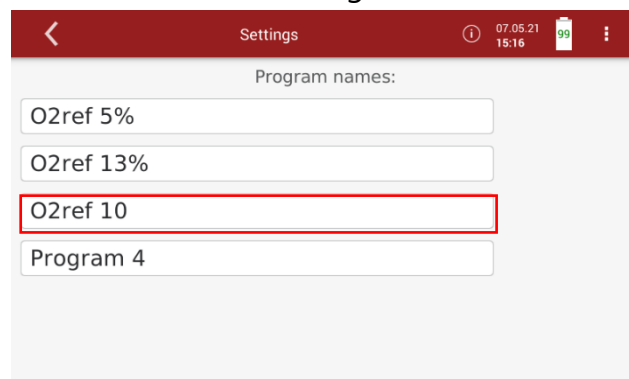 Settings
07.05.21
15:16
99
Program names:
O2ref 5%
O2ref 13%
O2ref 10
Program 4